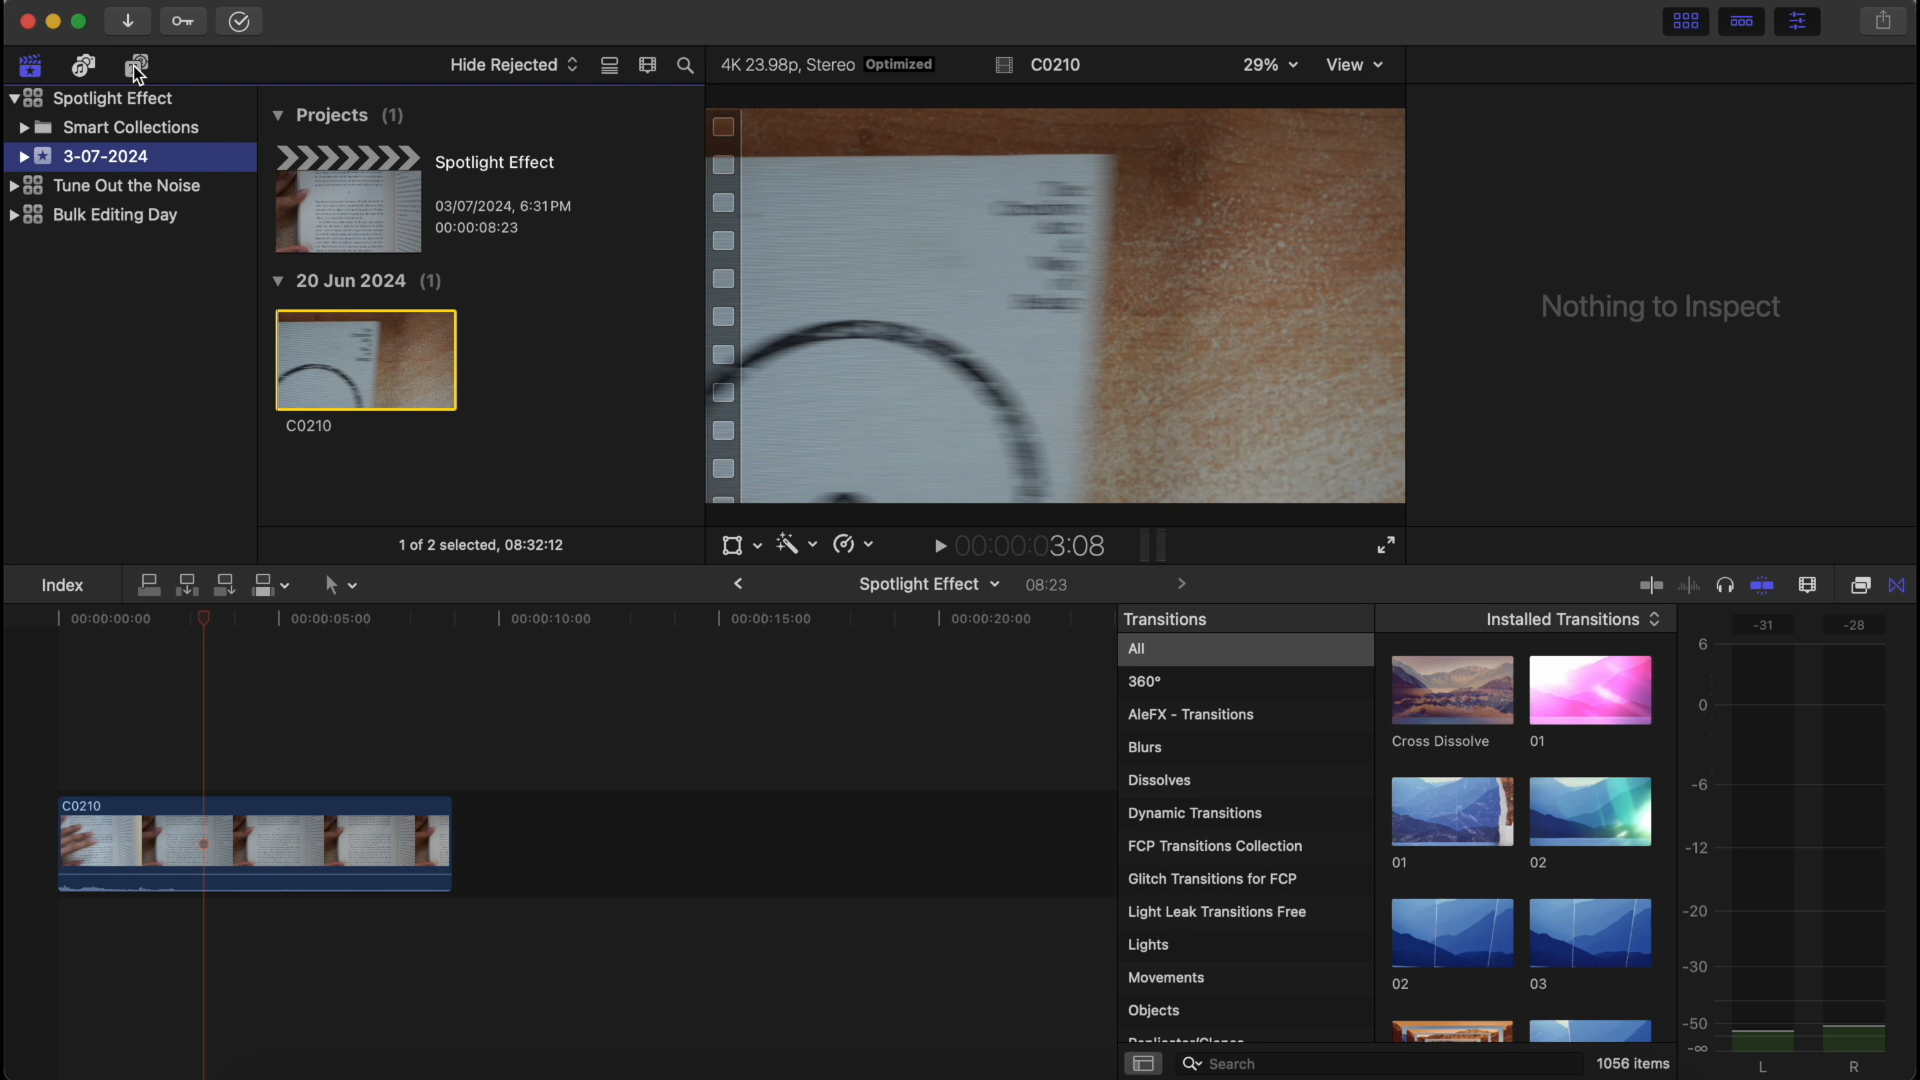 Hide Rejected
4K 23.98p, Stereo Optimized
C0210
29%
View
Spotlight Effect
Smart Collections
3-07-2024
Tune Out the Noise
Bulk Editing Day
Projects (1)
Spotlight Effect
03/07/2024, 6:31PM
00:00:08:23
20 Jun 2024 (1)
C0210
1 of 2 selected, 08:32:12
00:00:03:08
Nothing to Inspect
Index
Spotlight Effect
08:23
00:00:00:00
00:00:05:00
00:00:10:00
00:00:15:00
00:00:20:00
C0210
Transitions
All
360°
AleFX - Transitions
Blurs
Dissolves
Dynamic Transitions
FCP Transitions Collection
Glitch Transitions for FCP
Light Leak Transitions Free
Lights
Movements
Objects
Installed Transitions
Cross Dissolve
01
01
02
02
03
Search
1056 items
-31
-28
6
0
-6
-12
-20
-30
-50
-∞
L
R